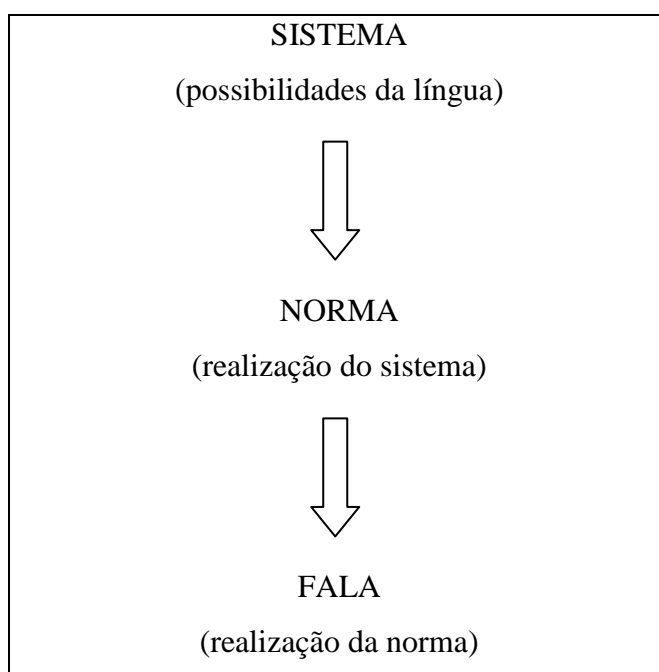 SISTEMA
(possibilidades da língua)
NORMA
(realização do sistema)
FALA
(realização da norma)